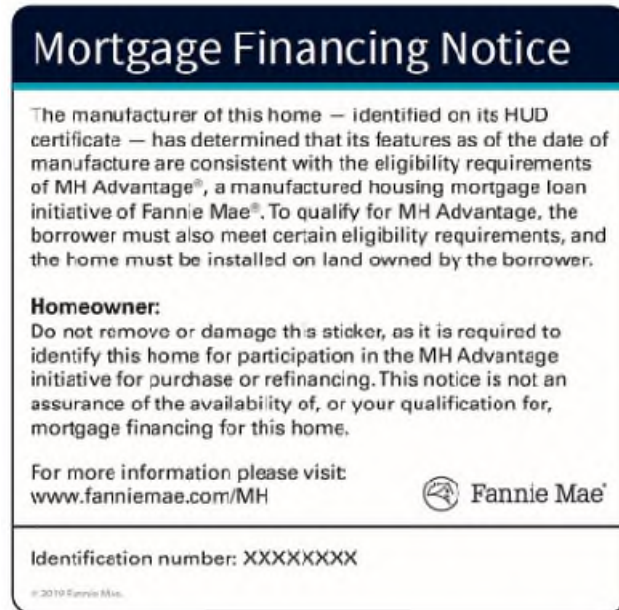 Mortgage Financing Notice
The manufacturer of this home — identified on its HUD
certificate — has determined that its features as of the date of
manufacture are consistent with the eligibility requirements
of MH Advantage®, a manufactured housing mortgage loan
initiative of Fannie Mae®. To qualify for MH Advantage, the
borrower must also meet certain eligibility requirements, and
the home must be installed on land owned by the borrower.
Homeowner:
Do not remove or damage this sticker, as it is required to
identify this home for participation in the MH Advantage
initiative for purchase or refinancing. This notice is not an
assurance of the availability of, or your qualification for,
mortgage financing for this home.
For more information please visit:
www.fanniemae.com/MH
Fannie Mae®
Identification number: XXXXXXXX
© 2019 Fannie Mae.